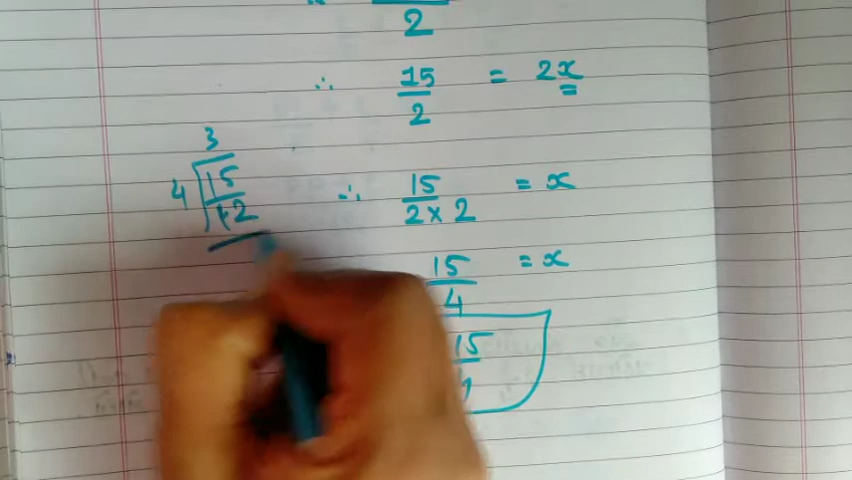 2
∴ 15/2 = 2x
3
4 ⟌ 15
12
∴ 15/(2 × 2) = x
15/4 = x
15